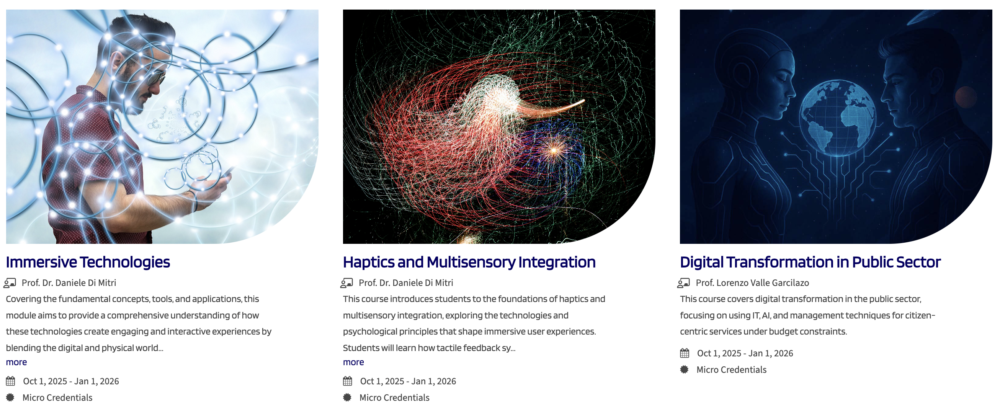 Immersive Technologies
Prof. Dr. Daniele Di Mitri
Covering the fundamental concepts, tools, and applications, this
module aims to provide a comprehensive understanding of how
these technologies create engaging and interactive experiences by
blending the digital and physical world...
more
Oct 1, 2025 - Jan 1, 2026
Micro Credentials
Haptics and Multisensory Integration
Prof. Dr. Daniele Di Mitri
This course introduces students to the foundations of haptics and
multisensory integration, exploring the technologies and
psychological principles that shape immersive user experiences.
Students will learn how tactile feedback sy...
more
Oct 1, 2025 - Jan 1, 2026
Micro Credentials
Digital Transformation in Public Sector
Prof. Lorenzo Valle Garcilazo
This course covers digital transformation in the public sector,
focusing on using IT, AI, and management techniques for citizen-
centric services under budget constraints.
Oct 1, 2025 - Jan 1, 2026
Micro Credentials